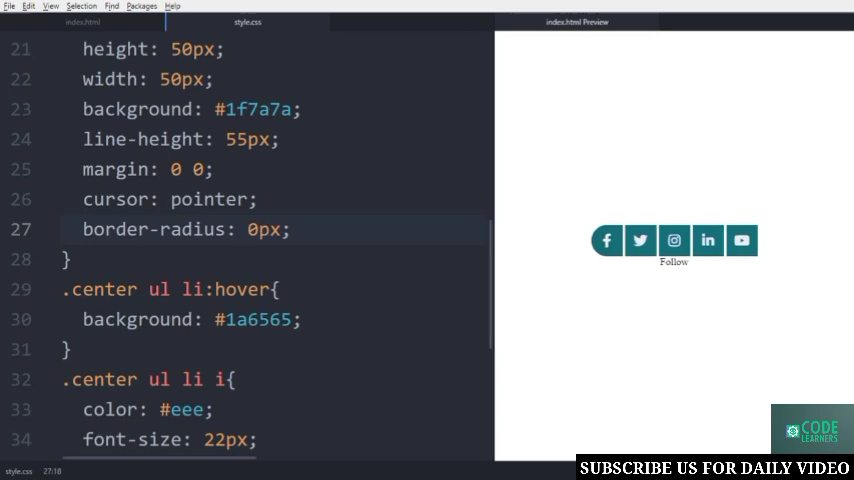 File Edit View Selection Find Packages Help
index.html style.css index.html Preview
21 height: 50px;
22 width: 50px;
23 background: #1f7a7a;
24 line-height: 55px;
25 margin: 0 0;
26 cursor: pointer;
27 border-radius: 0px;
28 }
29 .center ul li:hover{
30 background: #1a6565;
31 }
32 .center ul li i{
33 color: #eee;
34 font-size: 22px;
Follow
CODE
LEARNERS
style.css 27:18
SUBSCRIBE US FOR DAILY VIDEO